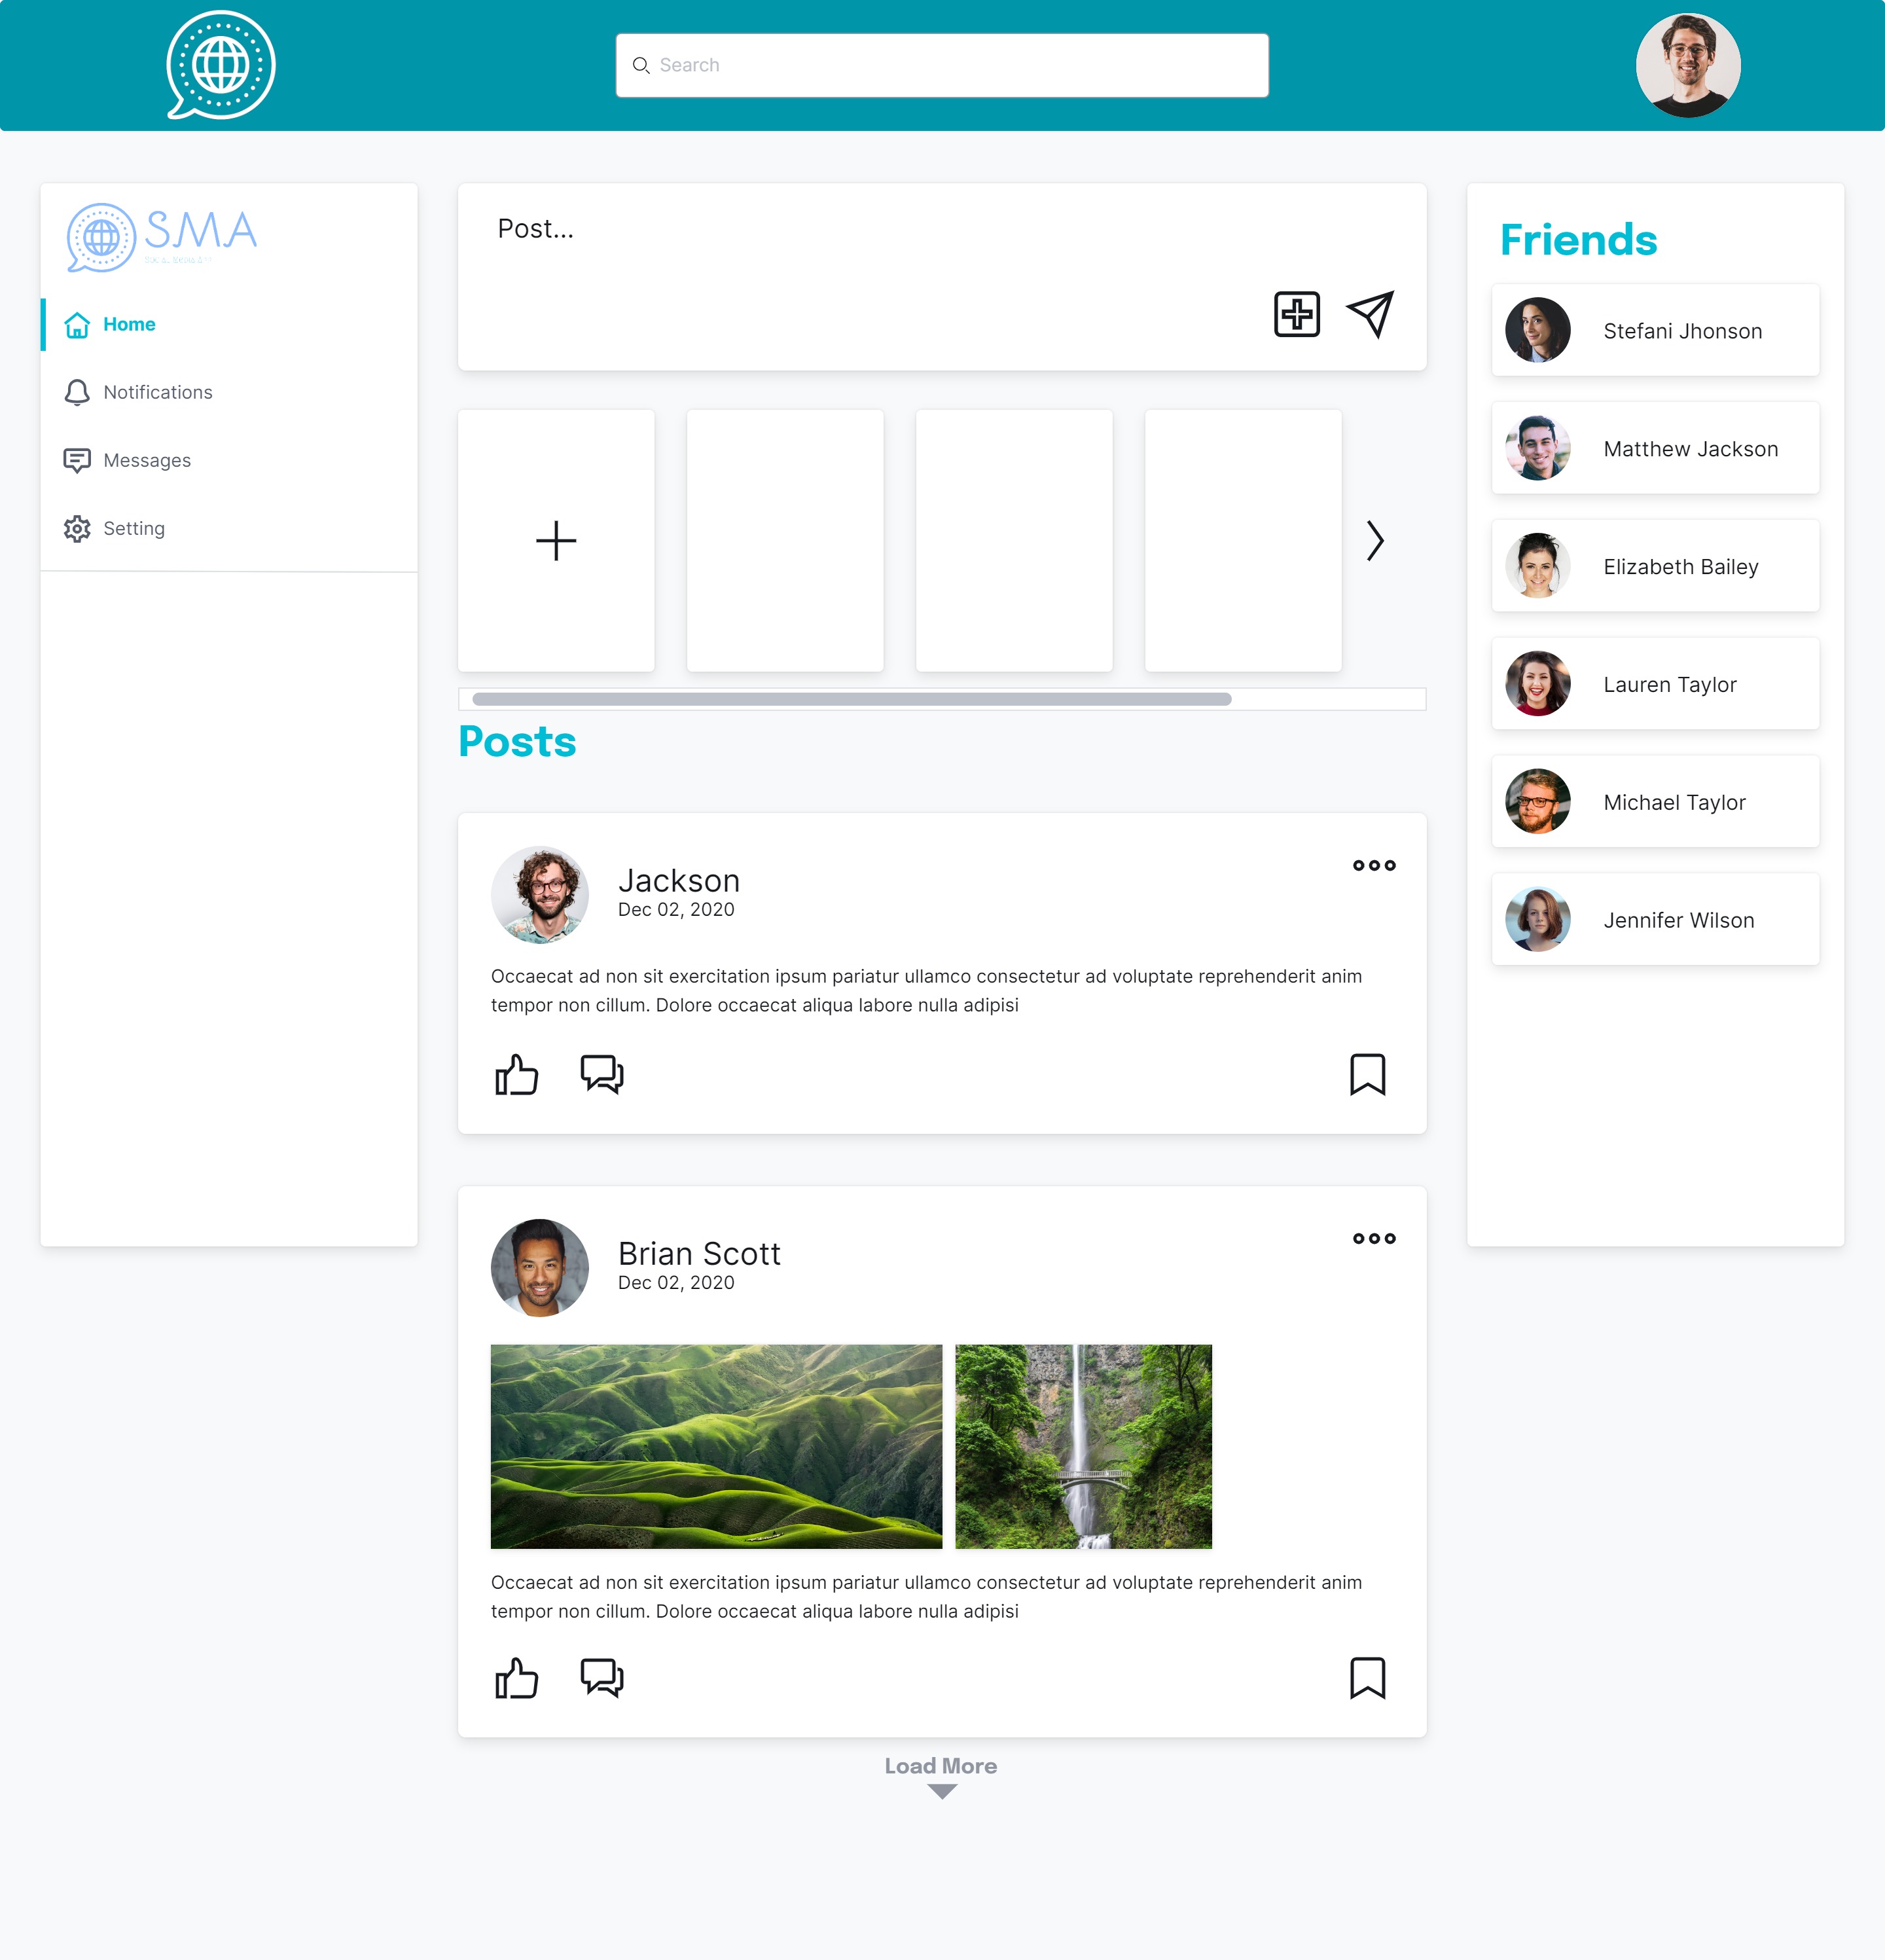 Search
SMA
Home
Notifications
Messages
Setting
Post...
Posts
Jackson
Dec 02, 2020
Occaecat ad non sit exercitation ipsum pariatur ullamco consectetur ad voluptate reprehenderit anim
tempor non cillum. Dolore occaecat aliqua labore nulla adipisi
Brian Scott
Dec 02, 2020
Occaecat ad non sit exercitation ipsum pariatur ullamco consectetur ad voluptate reprehenderit anim
tempor non cillum. Dolore occaecat aliqua labore nulla adipisi
Load More
Friends
Stefani Jhonson
Matthew Jackson
Elizabeth Bailey
Lauren Taylor
Michael Taylor
Jennifer Wilson